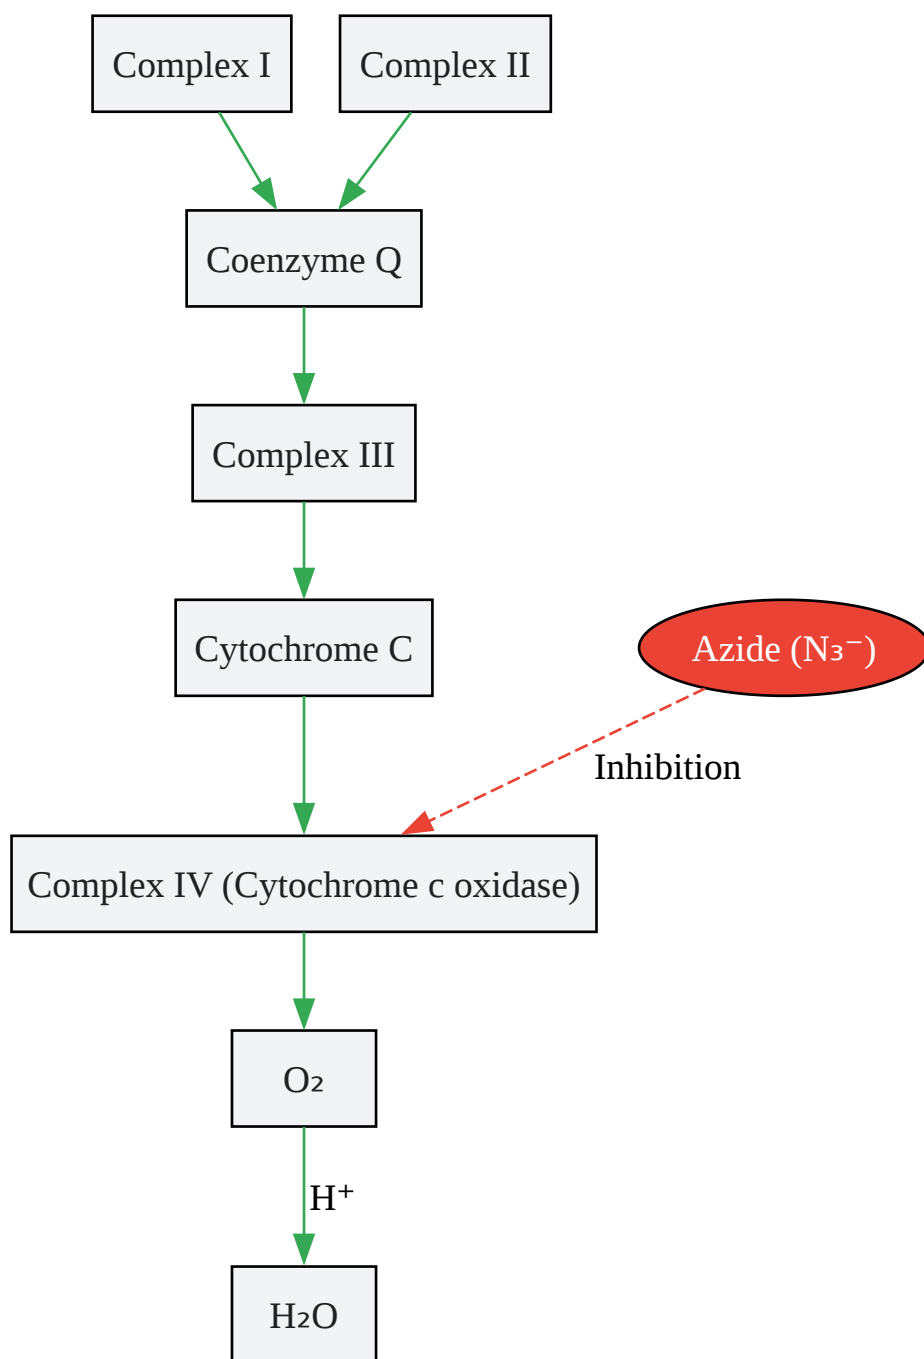 Complex I
Complex II
Coenzyme Q
Complex III
Cytochrome C
Azide (N₃⁻)
Inhibition
Complex IV (Cytochrome c oxidase)
O₂
H⁺
H₂O